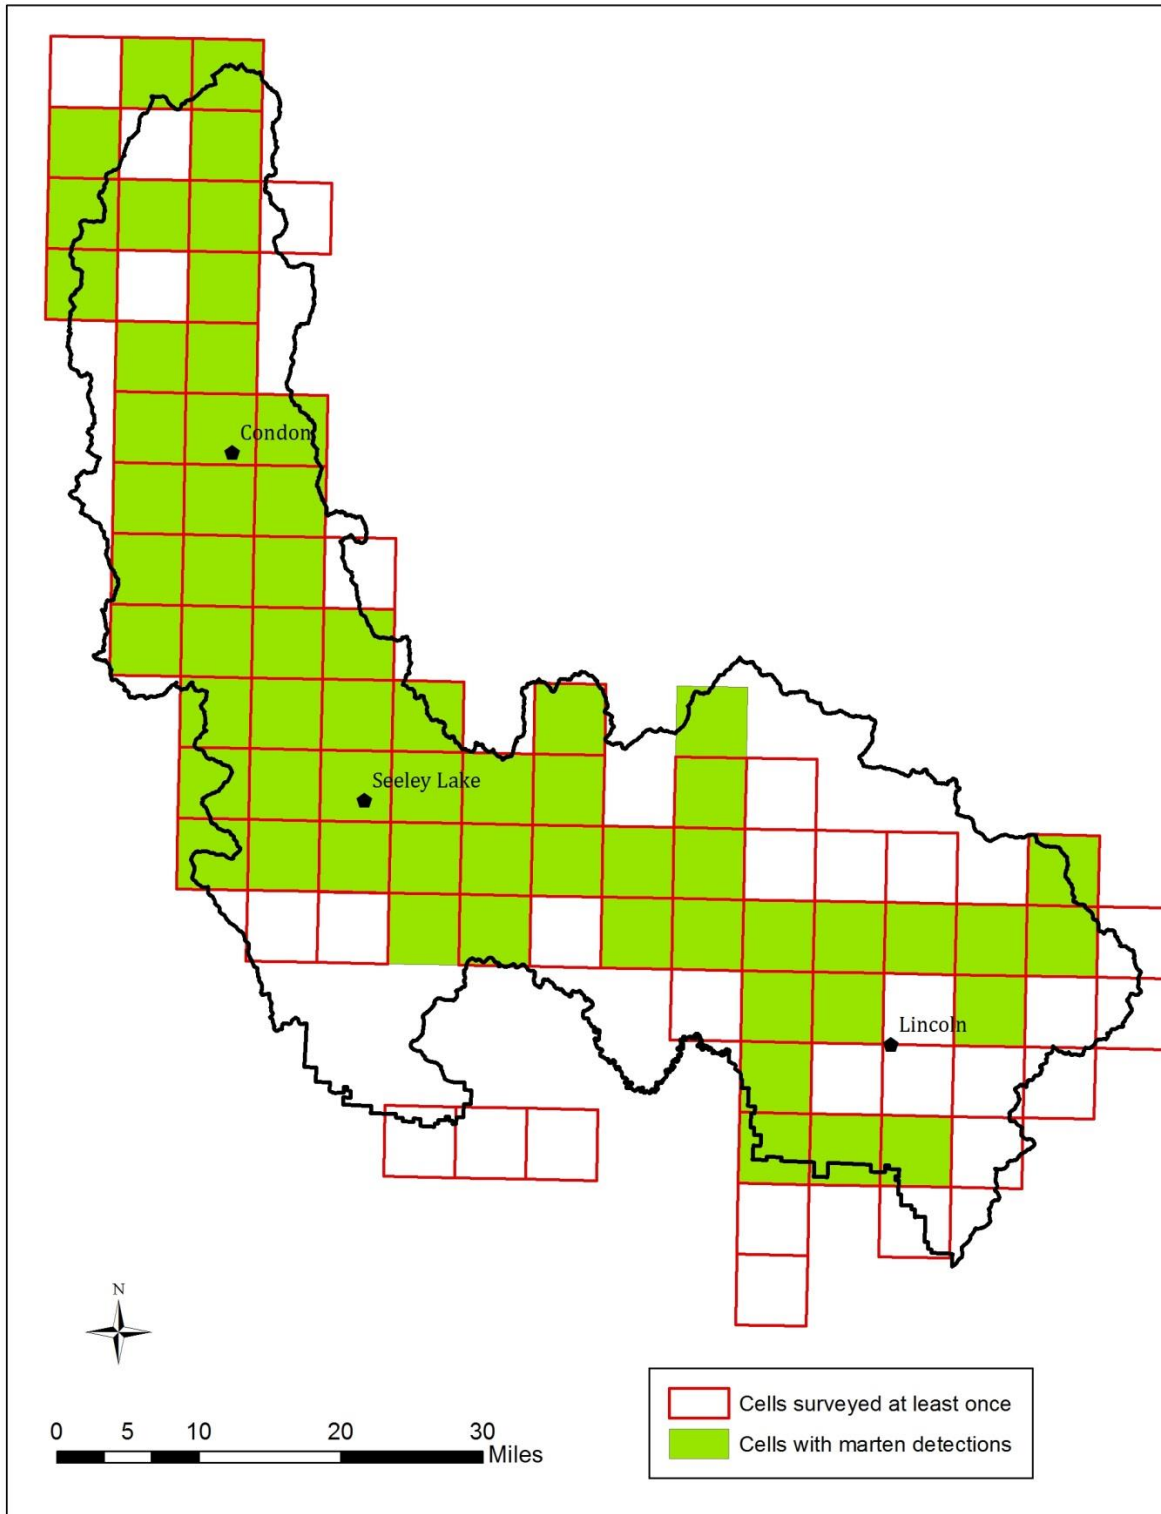 Condon
Seeley Lake
Lincoln
N
0 5 10 20 30
Miles
Cells surveyed at least once
Cells with marten detections